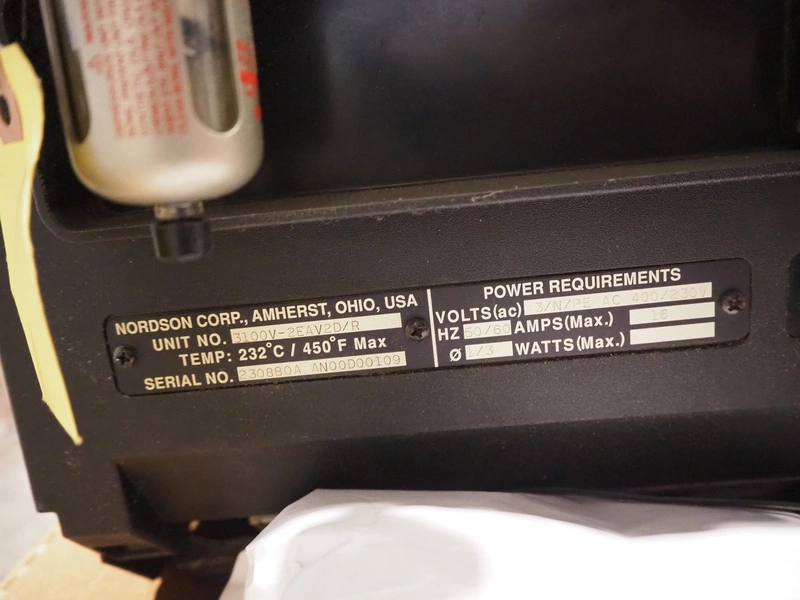 NORDSON CORP., AMHERST, OHIO, USA
UNIT NO. 3100V-2EAV2D/R
TEMP: 232°C / 450°F Max
SERIAL NO. 230880A AN00D00109
POWER REQUIREMENTS
VOLTS(ac) 3/N/PE AC 400/230V
HZ 50/60 AMPS(Max.) 16
Ø 1/3 WATTS(Max.)